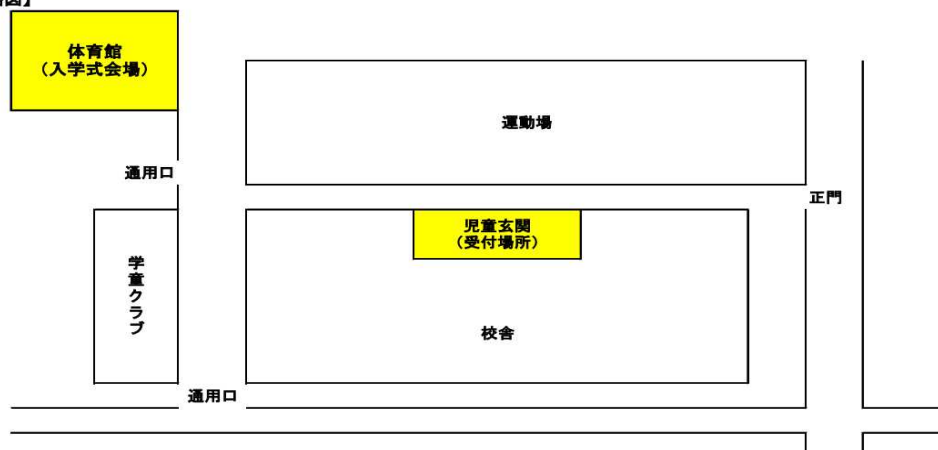 体育館
(入学式会場)
運動場
通用口
正門
児童玄関
(受付場所)
学童クラブ
校舎
通用口